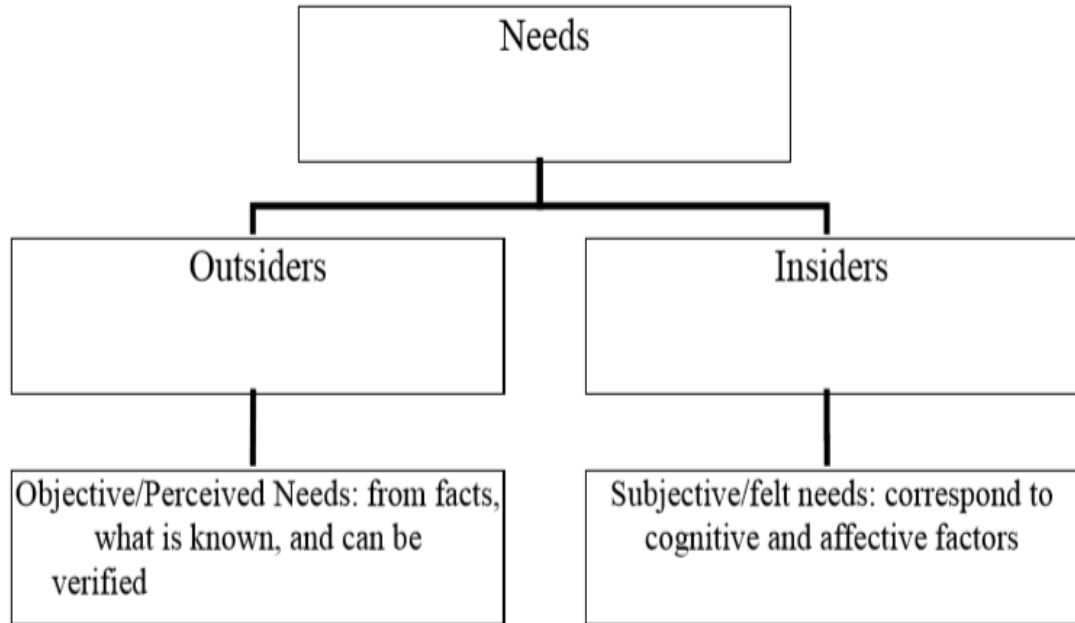 Needs
Outsiders
Insiders
Objective/Perceived Needs: from facts,
what is known, and can be
verified
Subjective/felt needs: correspond to
cognitive and affective factors